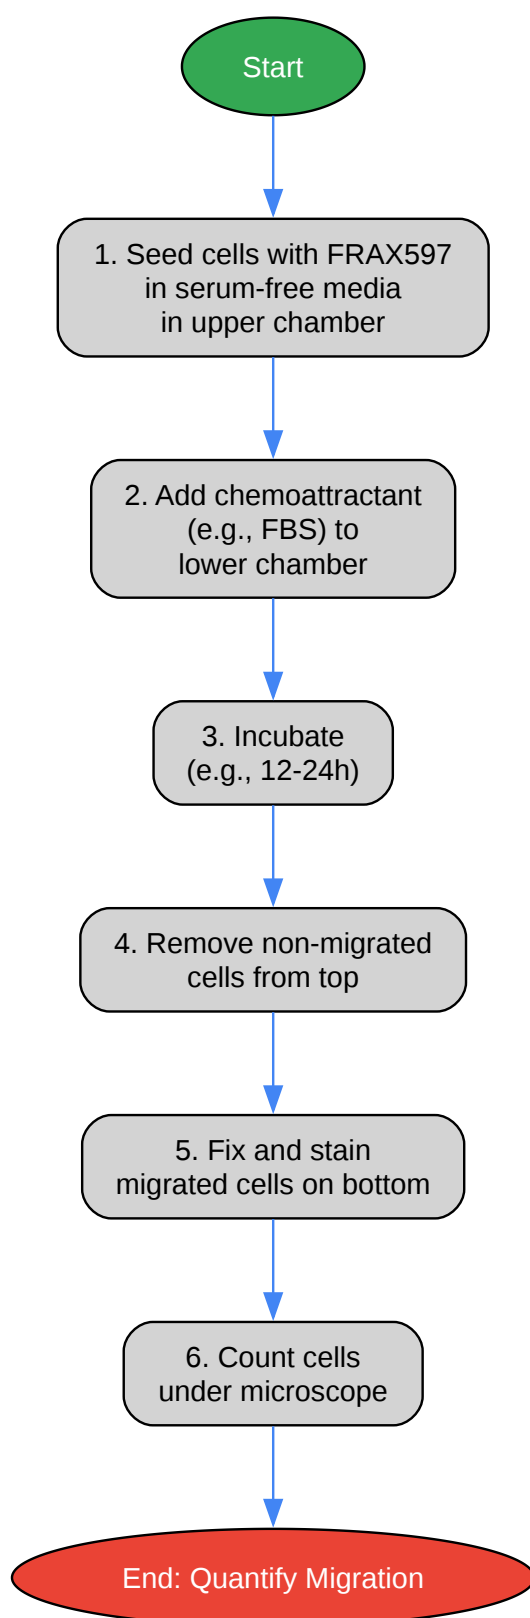 Start
1. Seed cells with FRAX597
in serum-free media
in upper chamber
2. Add chemoattractant
(e.g., FBS) to
lower chamber
3. Incubate
(e.g., 12-24h)
4. Remove non-migrated
cells from top
5. Fix and stain
migrated cells on bottom
6. Count cells
under microscope
End: Quantify Migration